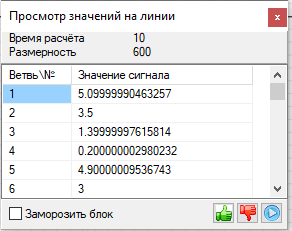 Просмотр значений на линии
Время расчёта 10
Размерность 600
Ветвь\№ Значение сигнала
1 5.09999990463257
2 3.5
3 1.39999997615814
4 0.200000002980232
5 4.90000009536743
6 3
Заморозить блок